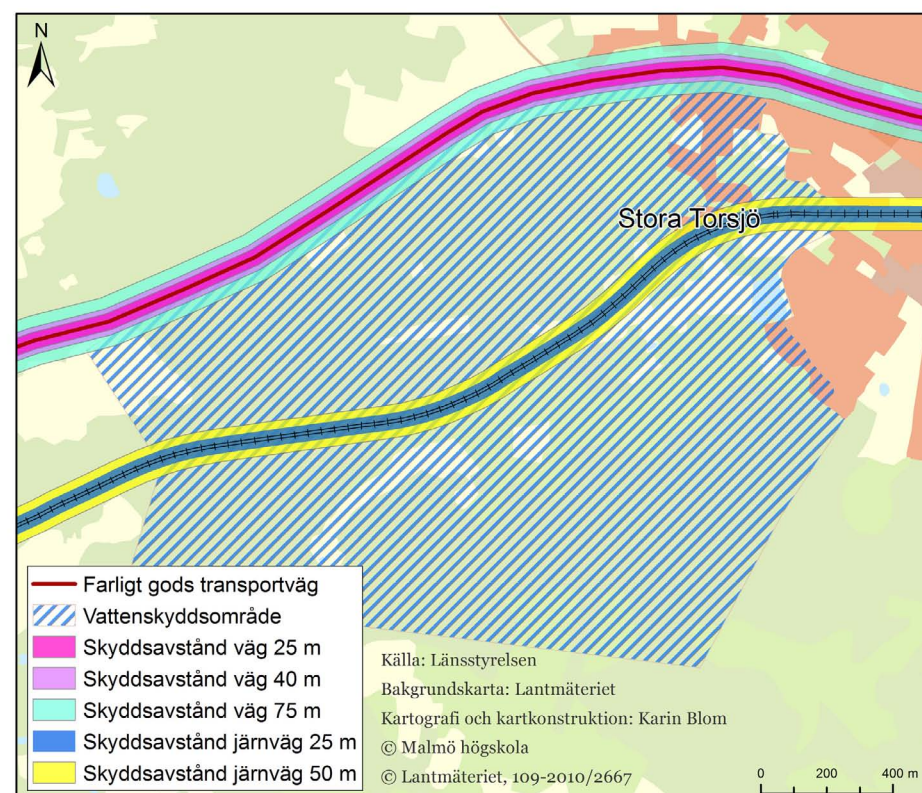 N
Stora Torsjö
Farligt gods transportväg
Vattenskyddsområde
Skyddsavstånd väg 25 m
Skyddsavstånd väg 40 m
Skyddsavstånd väg 75 m
Skyddsavstånd järnväg 25 m
Skyddsavstånd järnväg 50 m
Källa: Länsstyrelsen
Bakgrundskarta: Lantmäteriet
Kartografi och kartkonstruktion: Karin Blom
© Malmö högskola
© Lantmäteriet, 109-2010/2667
0 200 400 m